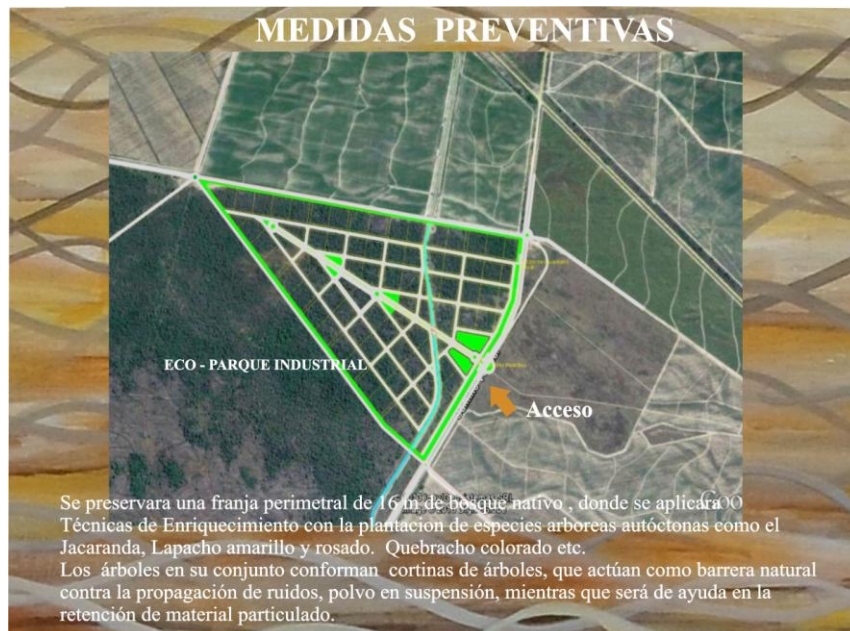 MEDIDAS PREVENTIVAS
ECO - PARQUE INDUSTRIAL
Acceso
Se preservara una franja perimetral de 16 m de bosque nativo , donde se aplicara
Técnicas de Enriquecimiento con la plantacion de especies arboreas autóctonas como el
Jacaranda, Lapacho amarillo y rosado. Quebracho colorado etc.
Los árboles en su conjunto conforman cortinas de árboles, que actúan como barrera natural
contra la propagación de ruidos, polvo en suspensión, mientras que será de ayuda en la
retención de material particulado.